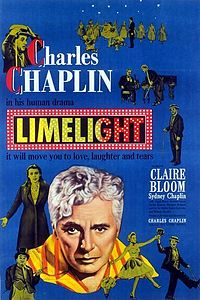 Charles
CHAPLIN
in his human drama
LIMELIGHT
it will move you to love, laughter and tears
CLAIRE
BLOOM
Sydney Chaplin
CHARLES CHAPLIN